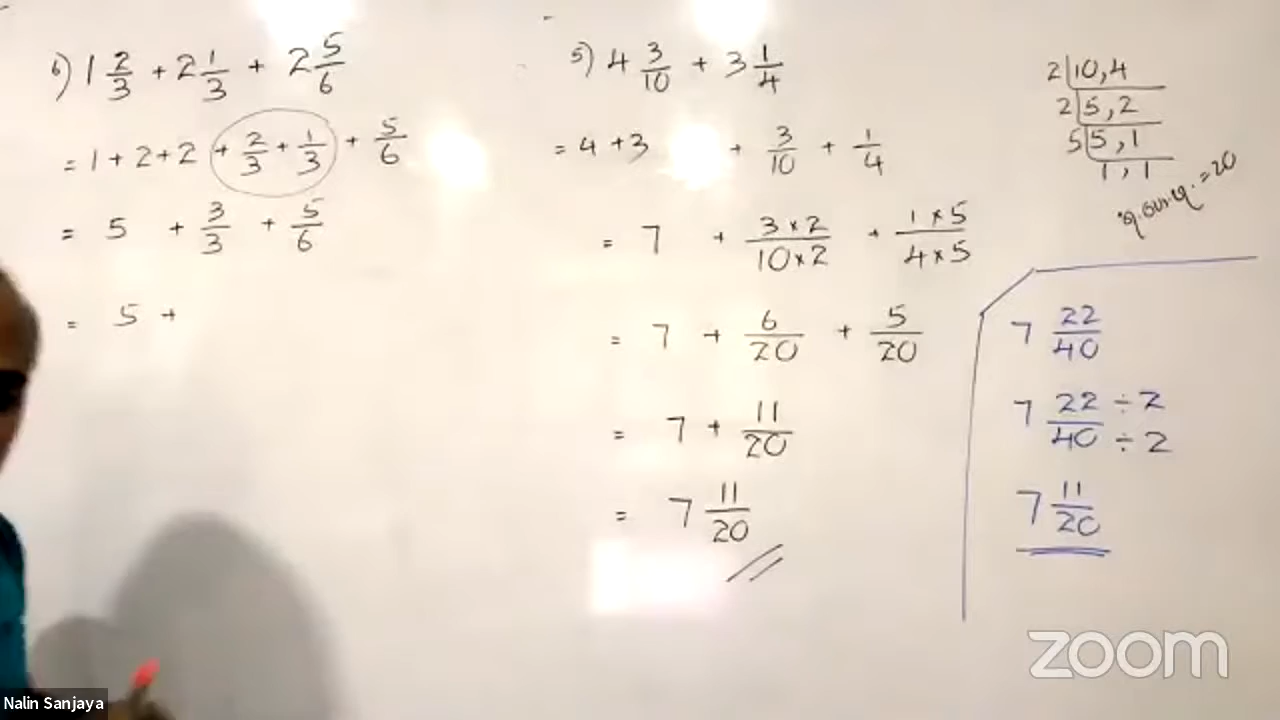 6) 1 2/3 + 2 1/3 + 2 5/6
= 1 + 2 + 2 + 2/3 + 1/3 + 5/6
= 5 + 3/3 + 5/6
= 5 +
5) 4 3/10 + 3 1/4
= 4 + 3 + 3/10 + 1/4
= 7 + 3 × 2/10 × 2 + 1 × 5/4 × 5
= 7 + 6/20 + 5/20
= 7 + 11/20
= 7 11/20
2 | 10, 4
2 | 5, 2
5 | 5, 1
1, 1
= 20
7 22/40
7 22 ÷ 2/40 ÷ 2
7 11/20
zoom
Nalin Sanjaya